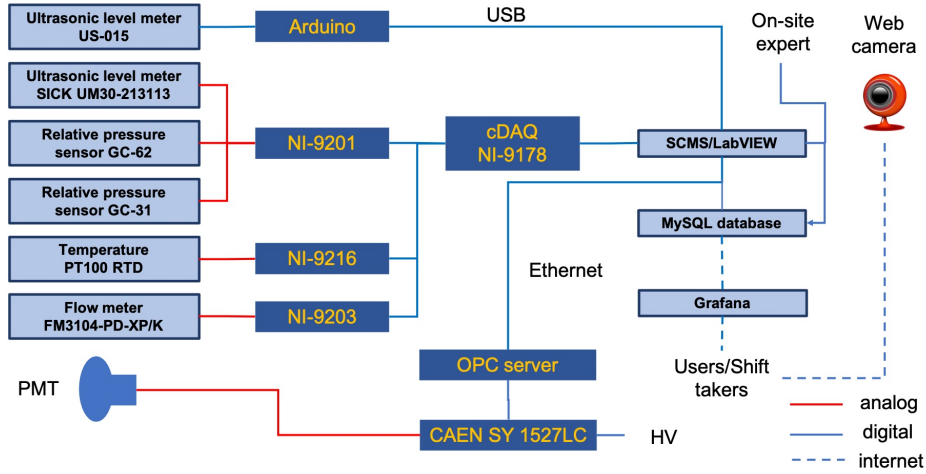 Ultrasonic level meter
US-015
Arduino
USB
On-site
expert
Web
camera
Ultrasonic level meter
SICK UM30-213113
Relative pressure
sensor GC-62
NI-9201
cDAQ
NI-9178
SCMS/LabVIEW
Relative pressure
sensor GC-31
MySQL database
Temperature
PT100 RTD
NI-9216
Ethernet
Flow meter
FM3104-PD-XP/K
NI-9203
Grafana
OPC server
Users/Shift
takers
PMT
CAEN SY 1527LC
HV
analog
digital
internet